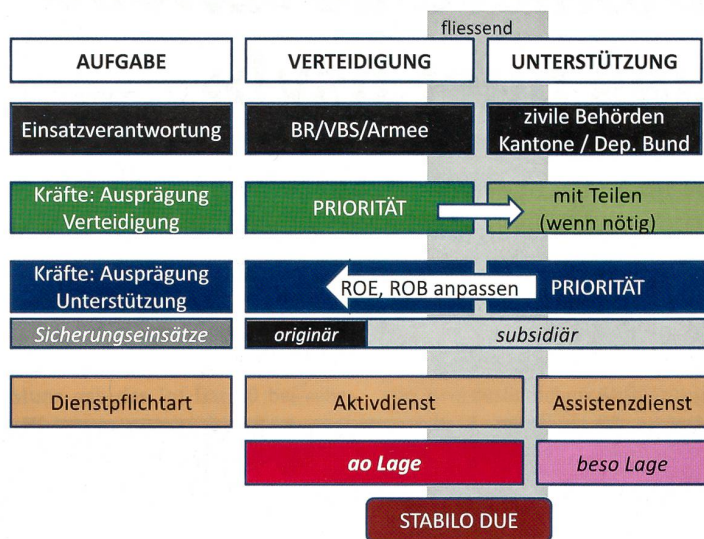 fliessend
AUFGABE
VERTEIDIGUNG
UNTERSTÜTZUNG
Einsatzverantwortung
BR/VBS/Armee
zivile Behörden
Kantone / Dep. Bund
Kräfte: Ausprägung
Verteidigung
PRIORITÄT
mit Teilen
(wenn nötig)
Kräfte: Ausprägung
Unterstützung
ROE, ROB anpassen
PRIORITÄT
Sicherungseinsätze
originär
subsidiär
Dienstpflichtart
Aktivdienst
Assistenzdienst
ao Lage
beso Lage
STABILO DUE